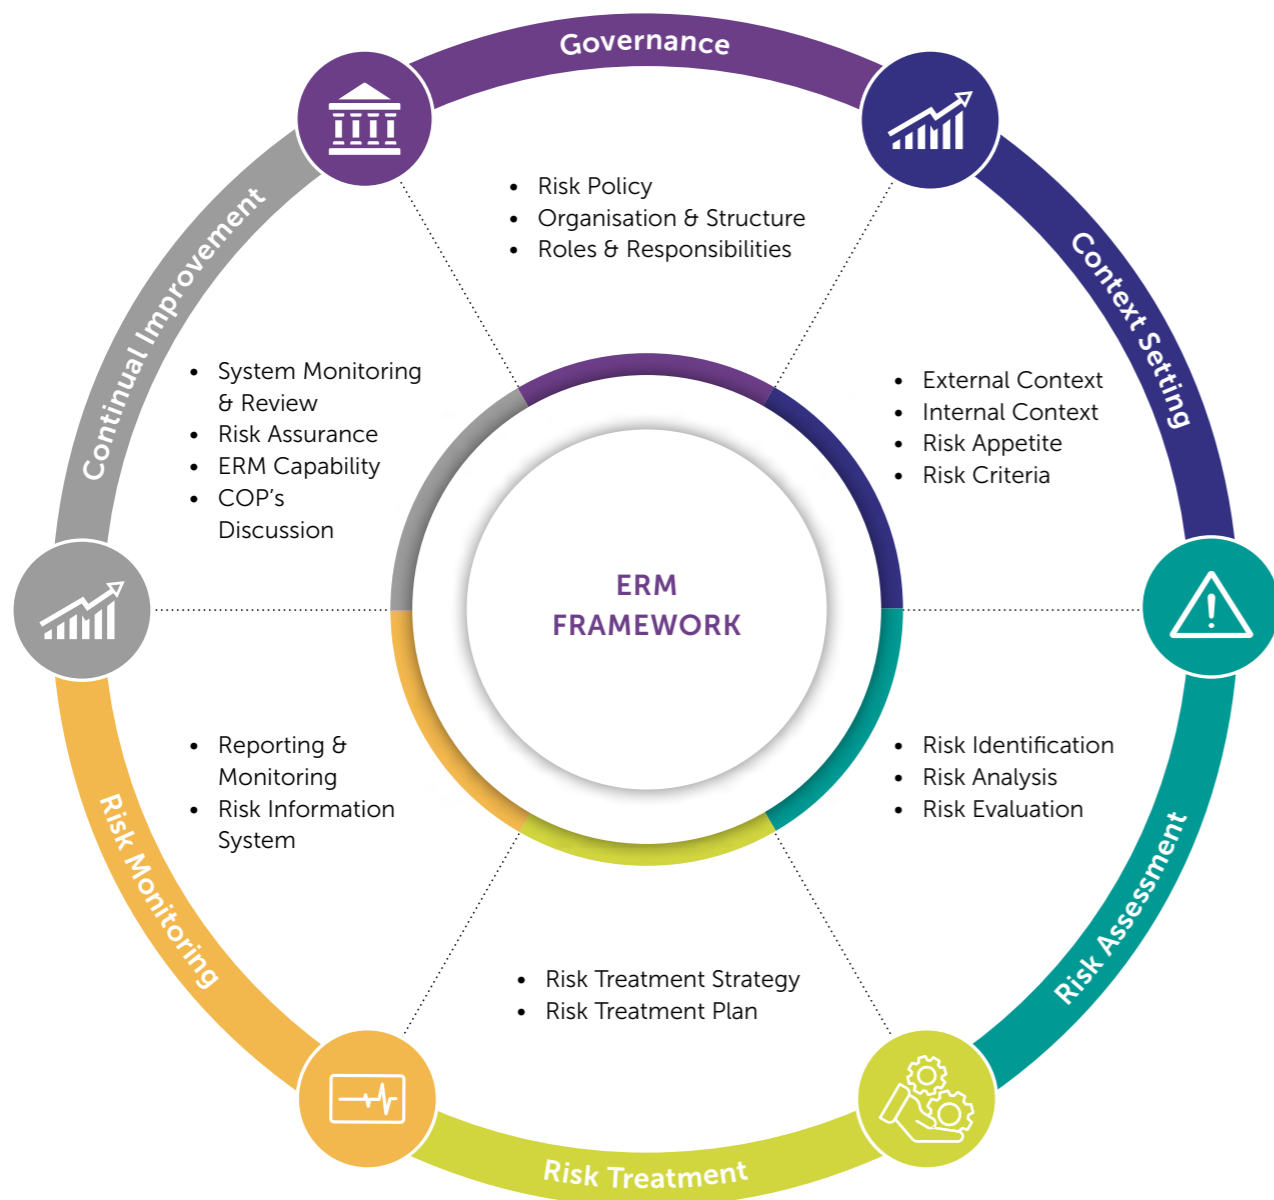 Governance
• Risk Policy
• Organisation & Structure
• Roles & Responsibilities
Context Setting
• External Context
• Internal Context
• Risk Appetite
• Risk Criteria
Risk Assessment
• Risk Identification
• Risk Analysis
• Risk Evaluation
Risk Treatment
• Risk Treatment Strategy
• Risk Treatment Plan
Risk Monitoring
• Reporting &
Monitoring
• Risk Information
System
Continual Improvement
• System Monitoring
& Review
• Risk Assurance
• ERM Capability
• COP's
Discussion
ERM
FRAMEWORK